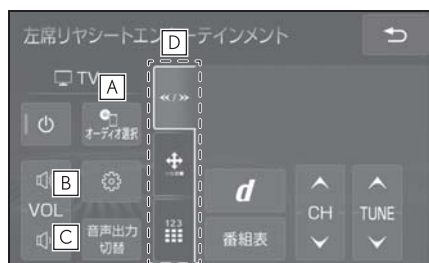 左席リヤシートエンターテインメント
D
TV
A
≪/≫
オーディオ選択
B
d
VOL
CH
TUNE
C
音声出力
切替
123
番組表